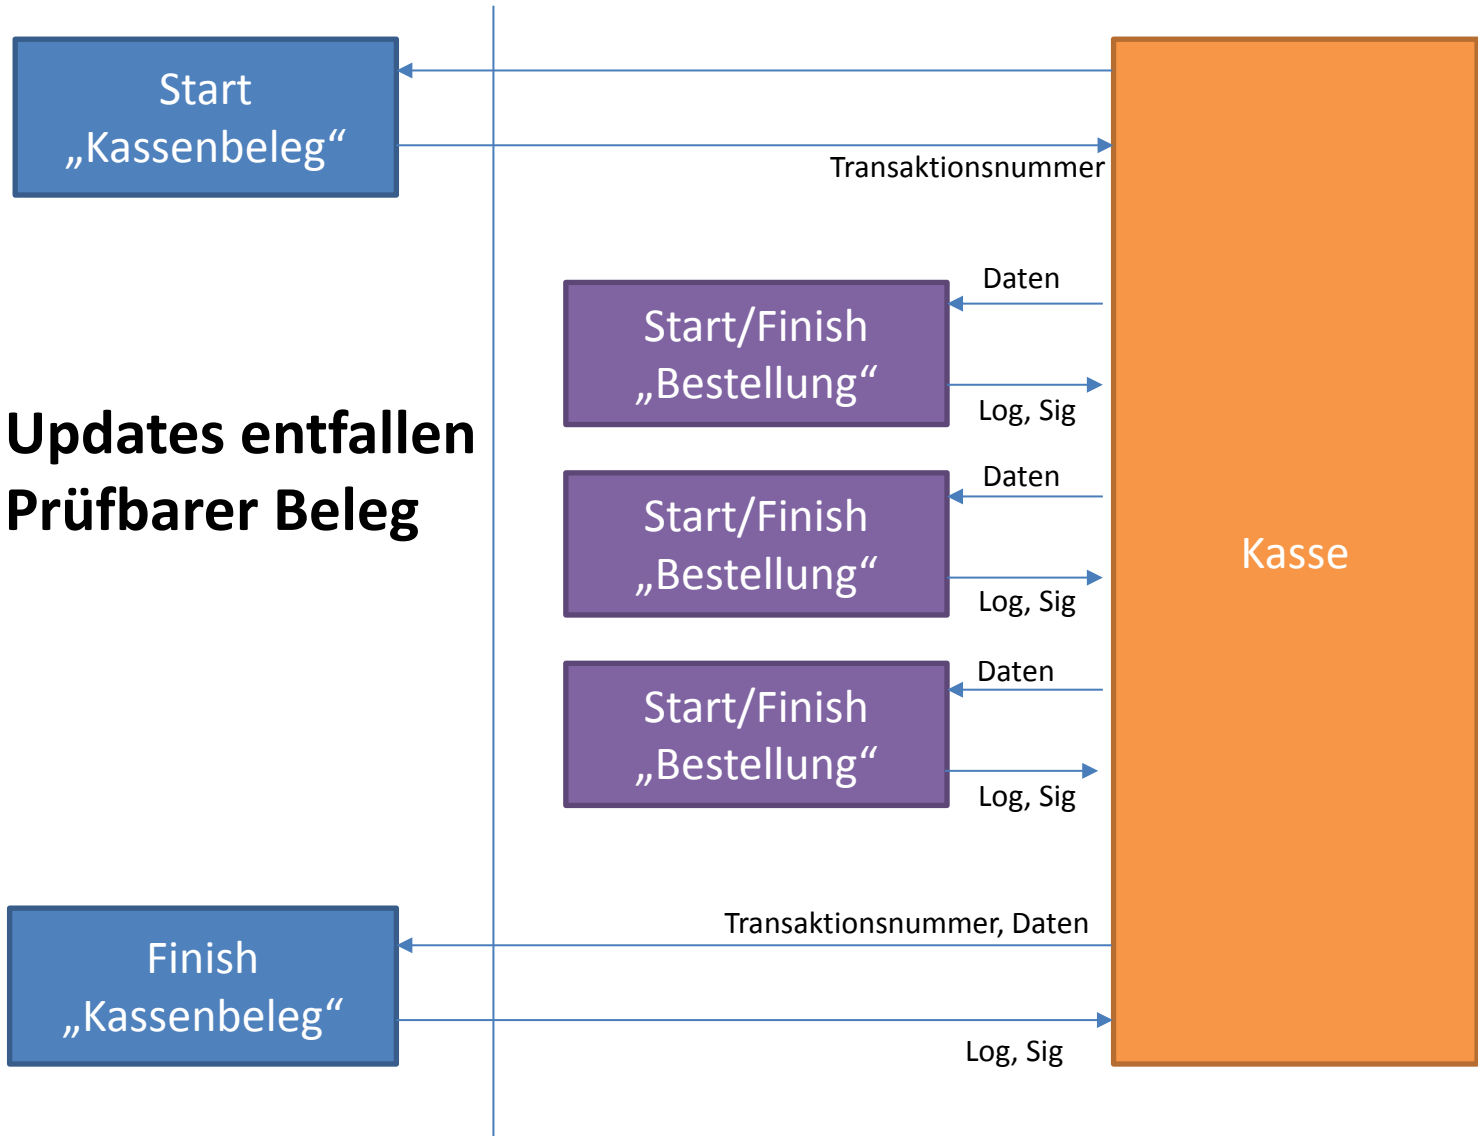 Start
„Kassenbeleg“
Transaktionsnummer
Daten
Start/Finish
„Bestellung“
Log, Sig
Updates entfallen
Prüfbarer Beleg
Daten
Start/Finish
„Bestellung“
Log, Sig
Kasse
Daten
Start/Finish
„Bestellung“
Log, Sig
Transaktionsnummer, Daten
Finish
„Kassenbeleg“
Log, Sig